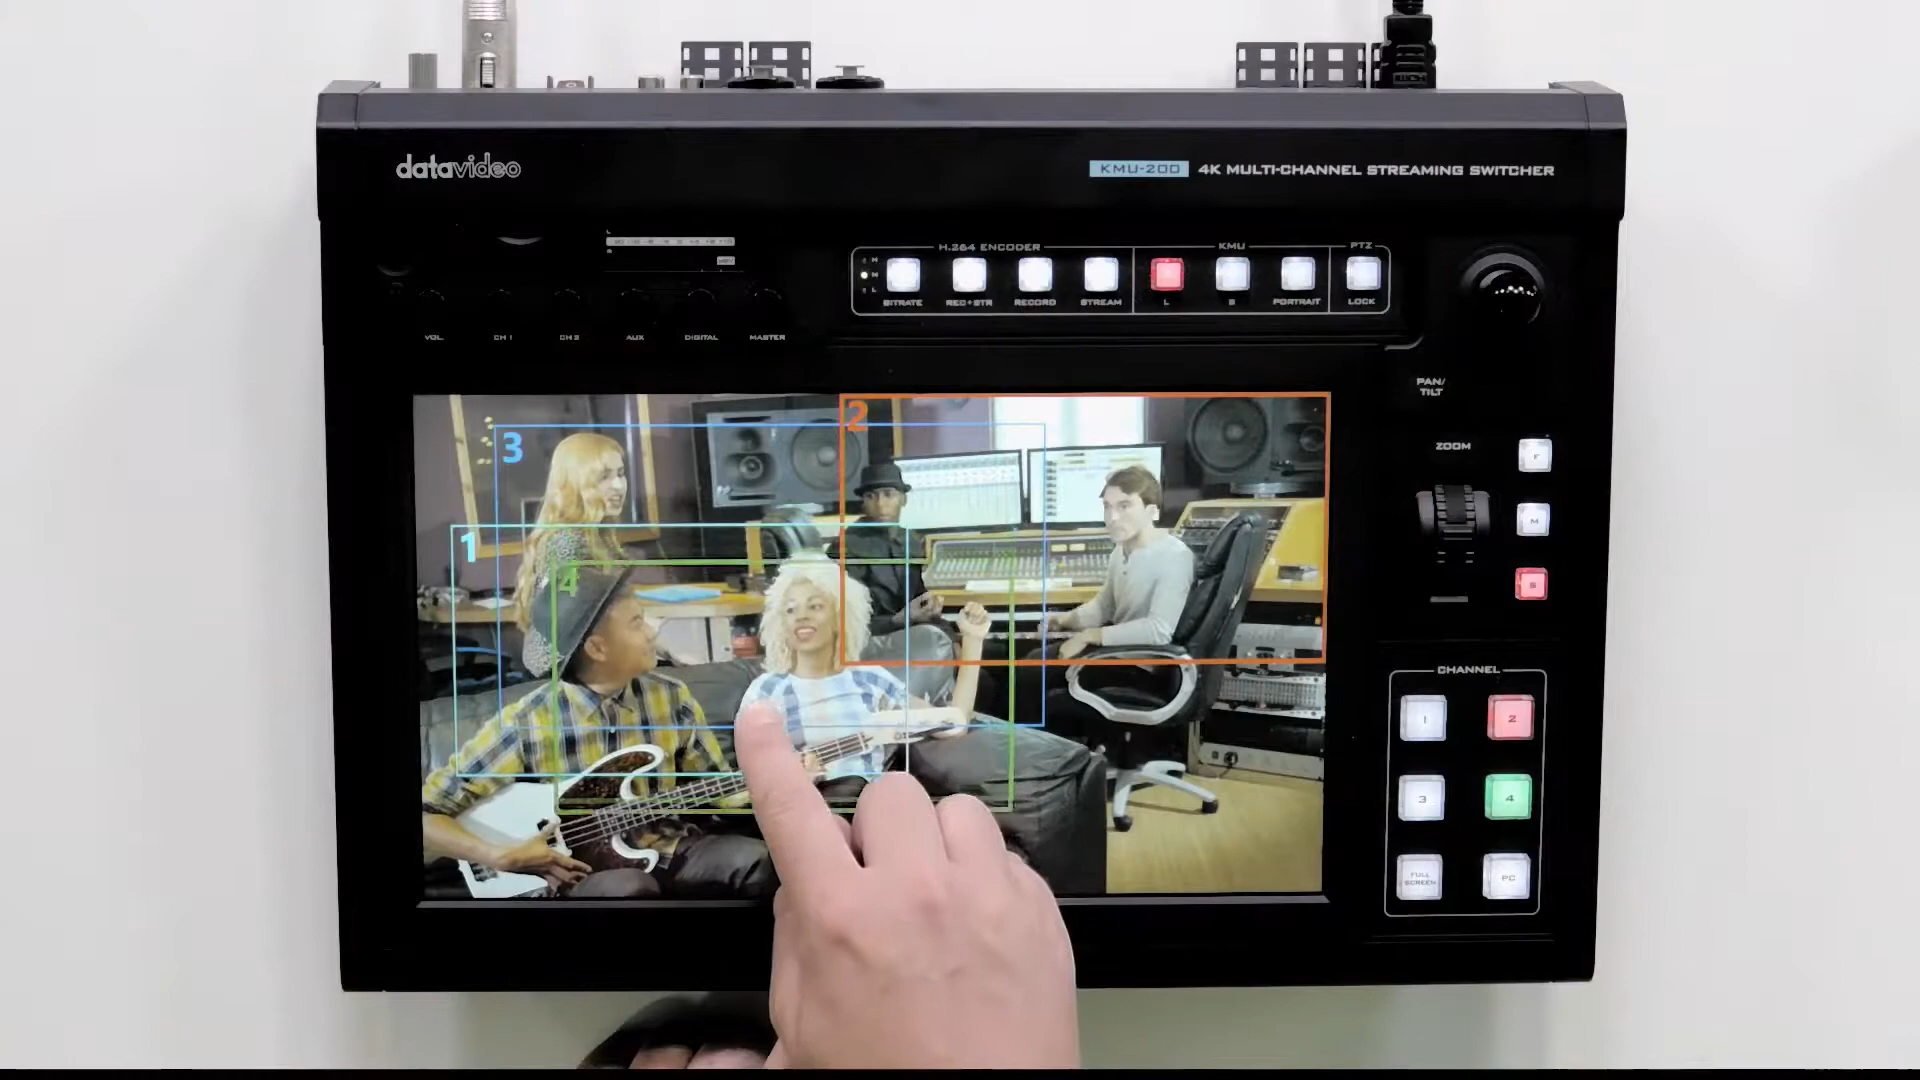 datavideo
KMU-200 4K MULTI-CHANNEL STREAMING SWITCHER
H.264 ENCODER KMU PTZ
H
M
L
BITRATE REC+STR RECORD STREAM L S PORTRAIT LOCK
VOL. CH 1 CH 2 AUX DIGITAL MASTER
PAN/
TILT
ZOOM
F
M
S
2
3
1
4
CHANNEL
1 2
3 4
FULL
SCREEN
PC